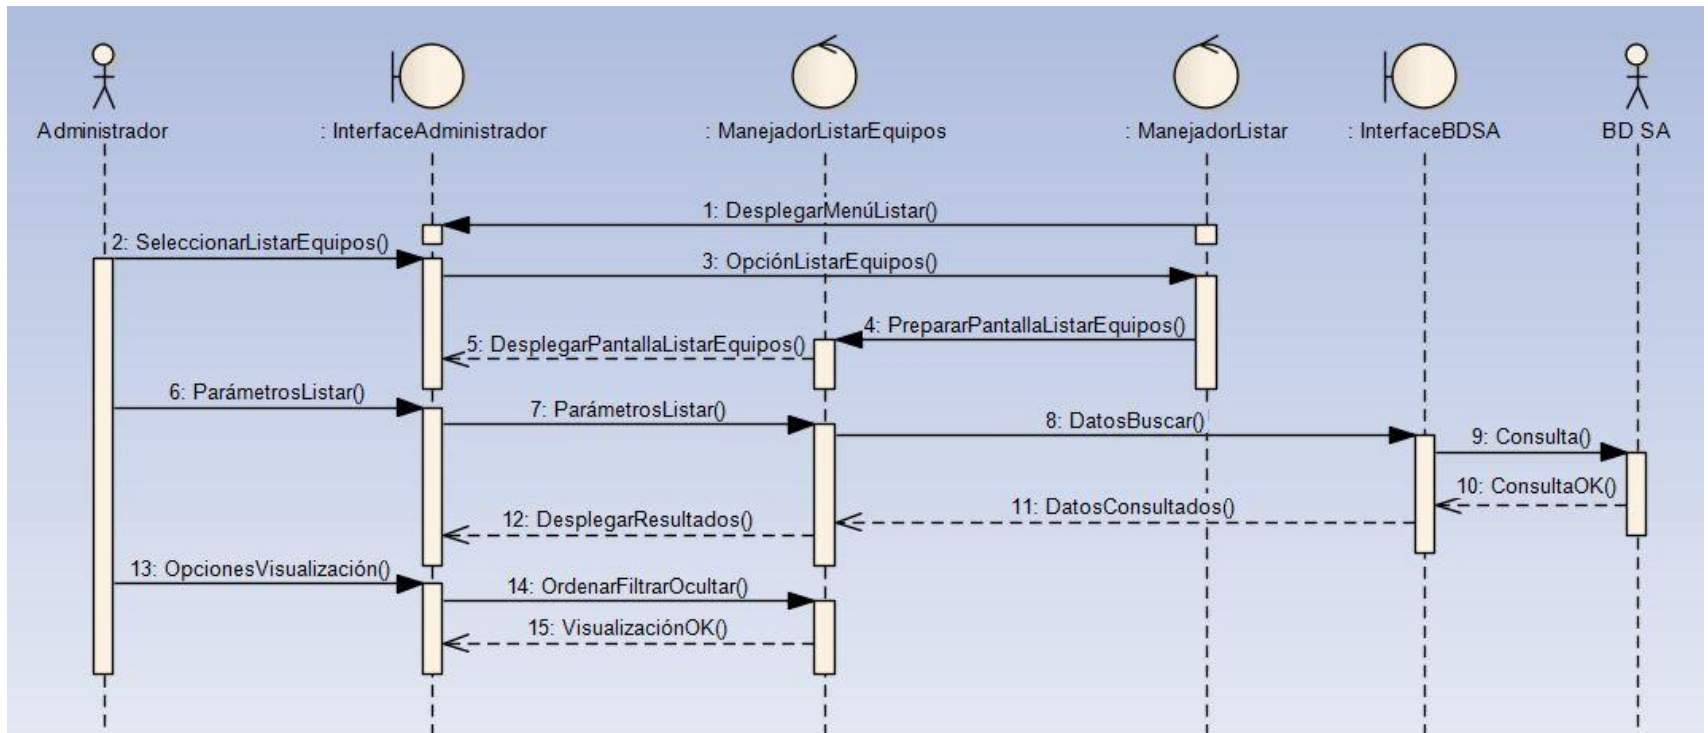 Administrador
: InterfaceAdministrador
: ManejadorListarEquipos
: ManejadorListar
: InterfaceBDSA
BD SA
1: DesplegarMenúListar()
2: SeleccionarListarEquipos()
3: OpciónListarEquipos()
4: PrepararPantallaListarEquipos()
5: DesplegarPantallaListarEquipos()
6: ParámetrosListar()
7: ParámetrosListar()
8: DatosBuscar()
9: Consulta()
10: ConsultaOK()
11: DatosConsultados()
12: DesplegarResultados()
13: OpcionesVisualización()
14: OrdenarFiltrarOcultar()
15: VisualizaciónOK()